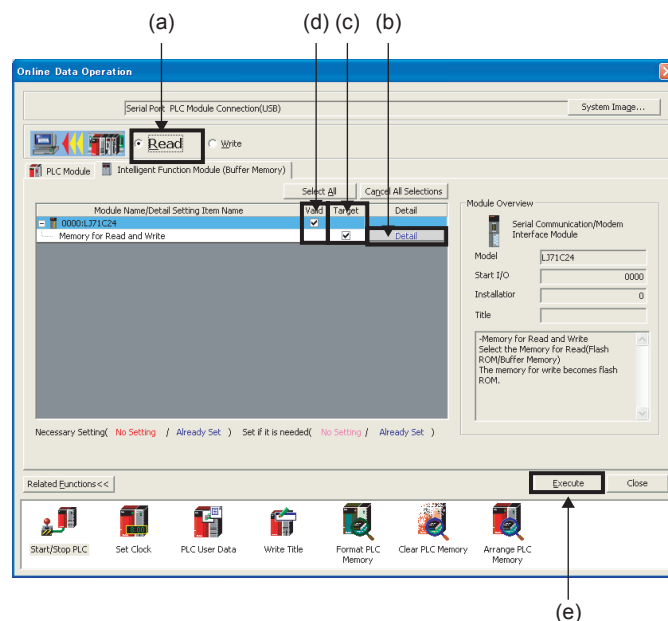 (a) (d) (c) (b)
Online Data Operation
Serial Port PLC Module Connection(USB) System Image...
Read Write
PLC Module Intelligent Function Module (Buffer Memory)
Select All Cancel All Selections
Module Name/Detail Setting Item Name Valid Target Detail
0000:LJ71C24
Memory for Read and Write Detail
Module Overview
Serial Communication/Modem
Interface Module
Model LJ71C24
Start I/O 0000
Installatior 0
Title
-Memory for Read and Write
Select the Memory for Read(Flash
ROM/Buffer Memory)
The memory for write becomes flash
ROM.
Necessary Setting( No Setting / Already Set ) Set if it is needed( No Setting / Already Set )
Related Functions<< Execute Close
Start/Stop PLC Set Clock PLC User Data Write Title Format PLC Clear PLC Memory Arrange PLC
Memory Memory
(e)